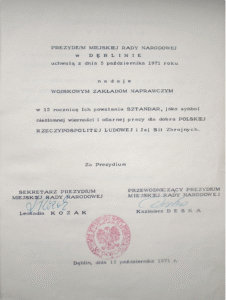 PREZYDIUM MIEJSKIEJ RADY NARODOWEJ
w DĘBLINIE
uchwałą z dnia 5 października 1971 roku
nadaje
WOJSKOWYM ZAKŁADOM NAPRAWCZYM
w 15 rocznicę ich powstania SZTANDAR, jako symbol
niezłomnej wierności i ofiarnej pracy dla dobra POLSKIEJ
RZECZYPOSPOLITEJ LUDOWEJ i Jej Sił Zbrojnych.
Za Prezydium
SEKRETARZ PREZYDIUM
MIEJSKIEJ RADY NARODOWEJ
Leokadia KOZAK
PRZEWODNICZĄCY PREZYDIUM
MIEJSKIEJ RADY NARODOWEJ
Kazimierz
Dęblin, dnia 12 października 1971 r.